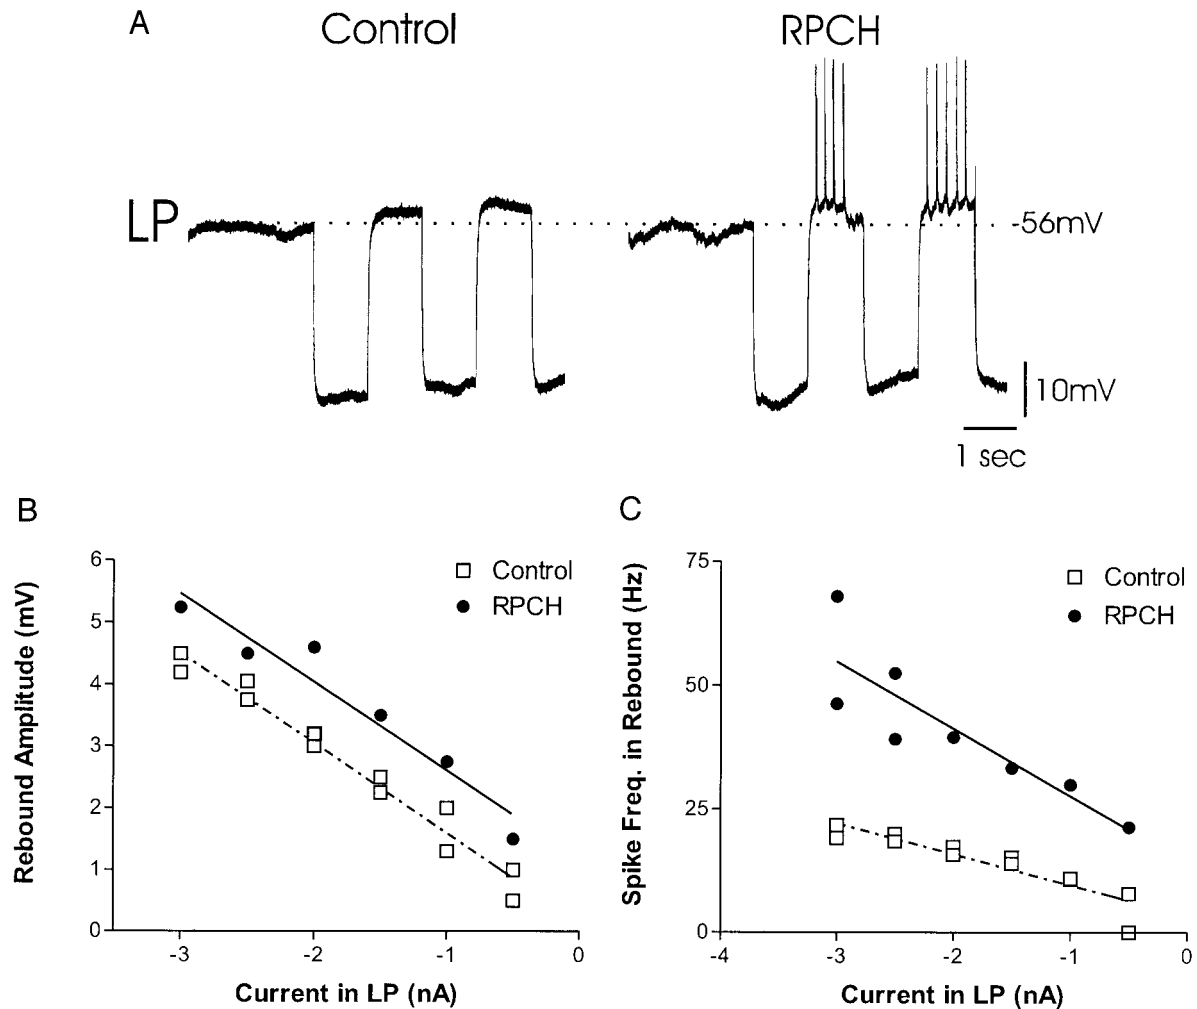 A
Control
RPCH
LP
-56mV
10mV
1 sec
B
Rebound Amplitude (mV)
6
5
4
3
2
1
0
-3
-2
-1
0
Current in LP (nA)
Control
RPCH
C
Spike Freq. in Rebound (Hz)
75
50
25
0
-4
-3
-2
-1
0
Current in LP (nA)
Control
RPCH